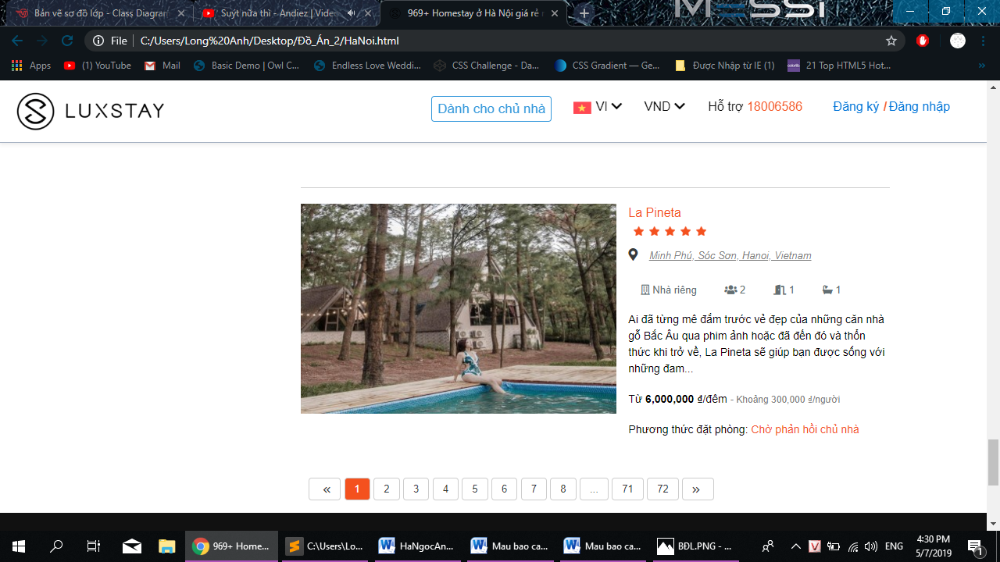 Bản vẽ sơ đồ lớp - Class Diagram
Suýt nữa thì - Andiez | Video
969+ Homestay ở Hà Nội giá rẻ
MESSI
File
C:/Users/Long%20Anh/Desktop/Đồ_Án_2/HaNoi.html
Apps
(1) YouTube
Mail
Basic Demo | Owl C...
Endless Love Weddi...
CSS Challenge - Da...
CSS Gradient — Ge...
Được Nhập từ IE (1)
21 Top HTML5 Hot...
LUXSTAY
Dành cho chủ nhà
VI
VND
Hỗ trợ 18006586
Đăng ký / Đăng nhập
La Pineta
Minh Phú, Sóc Sơn, Hanoi, Vietnam
Nhà riêng 2 1 1
Ai đã từng mê đắm trước vẻ đẹp của những căn nhà
gỗ Bắc Âu qua phim ảnh hoặc đã đến đó và thốn
thức khi trở về, La Pineta sẽ giúp bạn được sống với
những đam...
Từ 6,000,000 ₫/đêm - Khoảng 300,000 ₫/người
Phương thức đặt phòng: Chờ phản hồi chủ nhà
« 1 2 3 4 5 6 7 8 ... 71 72 »
969+ Home...
C:\Users\Lo...
HaNgocAn...
Mau bao ca...
Mau bao ca...
BĐL.PNG - ...
ENG
4:30 PM
5/7/2019
1